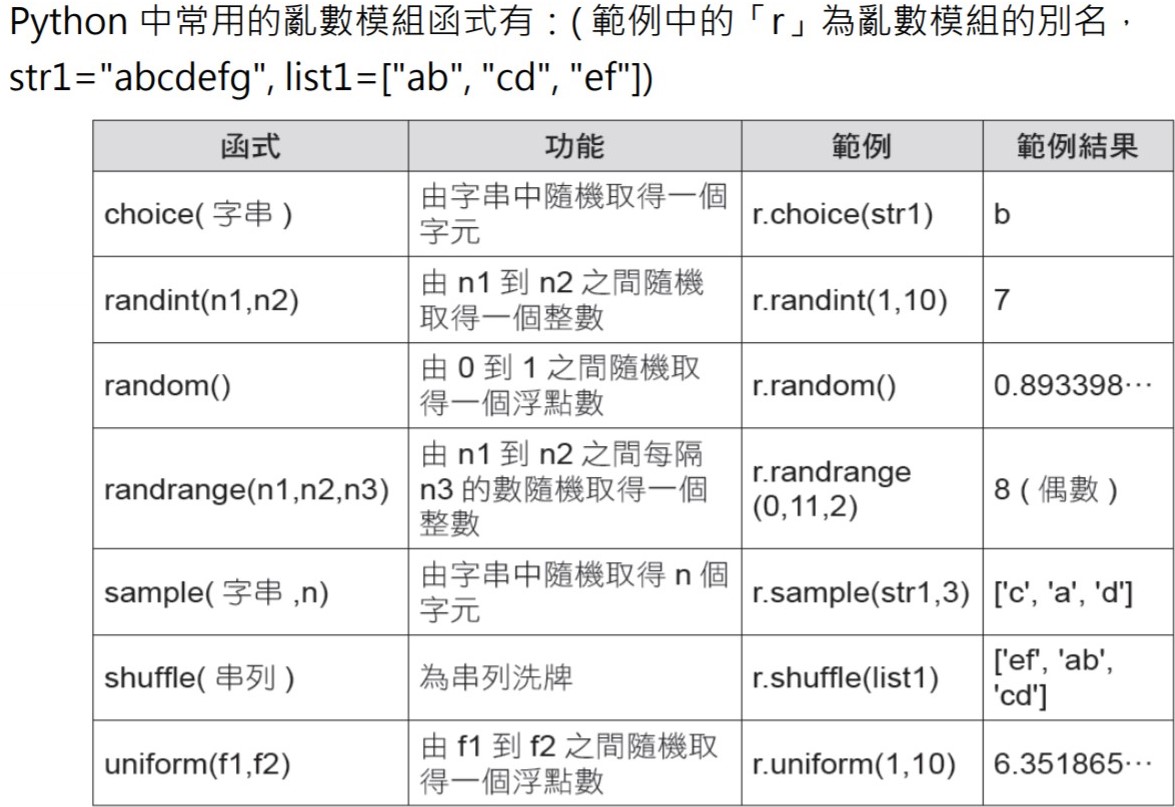 Python 中常用的亂數模組函式有：( 範例中的「r」為亂數模組的別名，
str1="abcdefg", list1=["ab", "cd", "ef"])
函式 功能 範例 範例結果
choice( 字串 ) 由字串中隨機取得一個字元 r.choice(str1) b
randint(n1,n2) 由 n1 到 n2 之間隨機取得一個整數 r.randint(1,10) 7
random() 由 0 到 1 之間隨機取得一個浮點數 r.random() 0.893398…
randrange(n1,n2,n3) 由 n1 到 n2 之間每隔 n3 的數隨機取得一個整數 r.randrange (0,11,2) 8 ( 偶數 )
sample( 字串 ,n) 由字串中隨機取得 n 個字元 r.sample(str1,3) ['c', 'a', 'd']
shuffle( 串列 ) 為串列洗牌 r.shuffle(list1) ['ef', 'ab', 'cd']
uniform(f1,f2) 由 f1 到 f2 之間隨機取得一個浮點數 r.uniform(1,10) 6.351865…